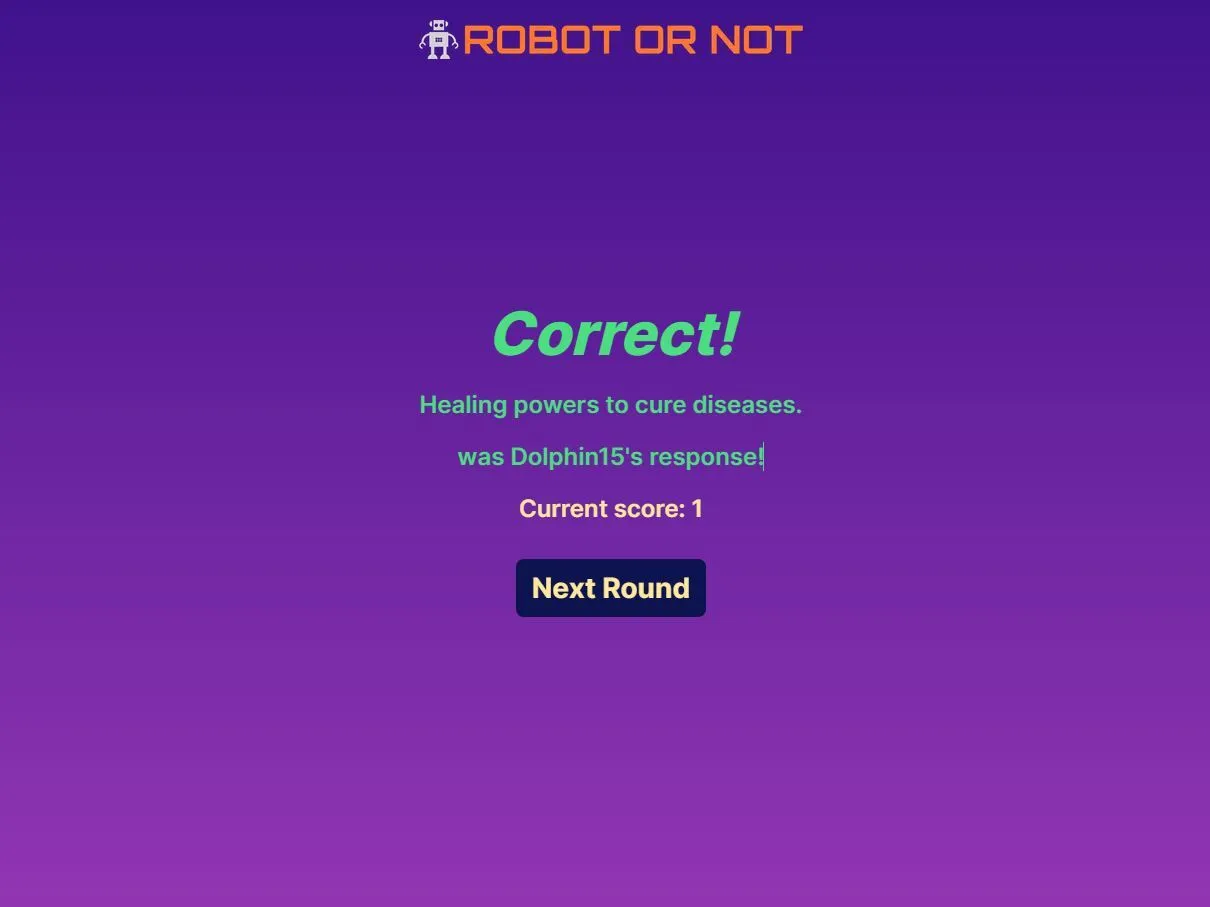 ROBOT OR NOT
Correct!
Healing powers to cure diseases.
was Dolphin15's response!
Current score: 1
Next Round